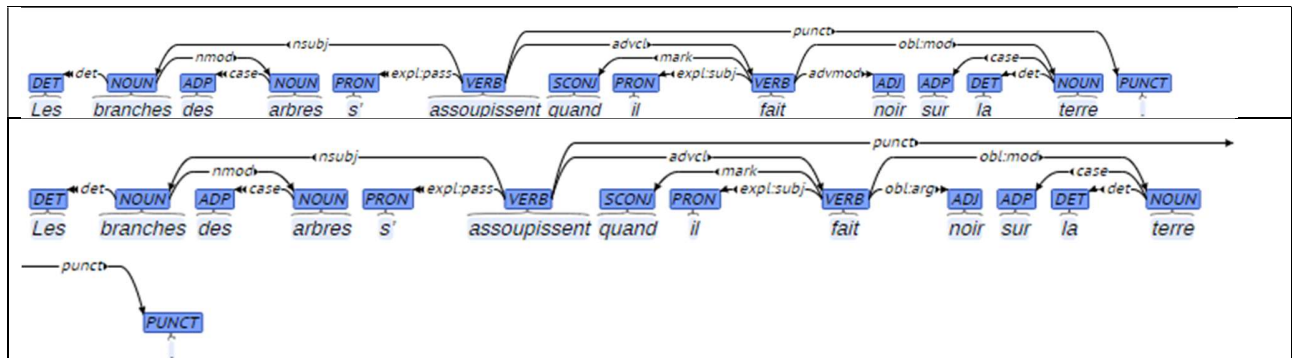 punct
nsubj advcl obl:mod
nmod mark case
det case expl:pass expl:subj advmod det
DET NOUN ADP NOUN PRON VERB SCONJ PRON VERB ADJ ADP DET NOUN PUNCT
Les branches des arbres s' assoupissent quand il fait noir sur la terre .
punct
nsubj advcl obl:mod
nmod mark case
det case expl:pass expl:subj obl:arg det
DET NOUN ADP NOUN PRON VERB SCONJ PRON VERB ADJ ADP DET NOUN
Les branches des arbres s' assoupissent quand il fait noir sur la terre
punct
PUNCT
.